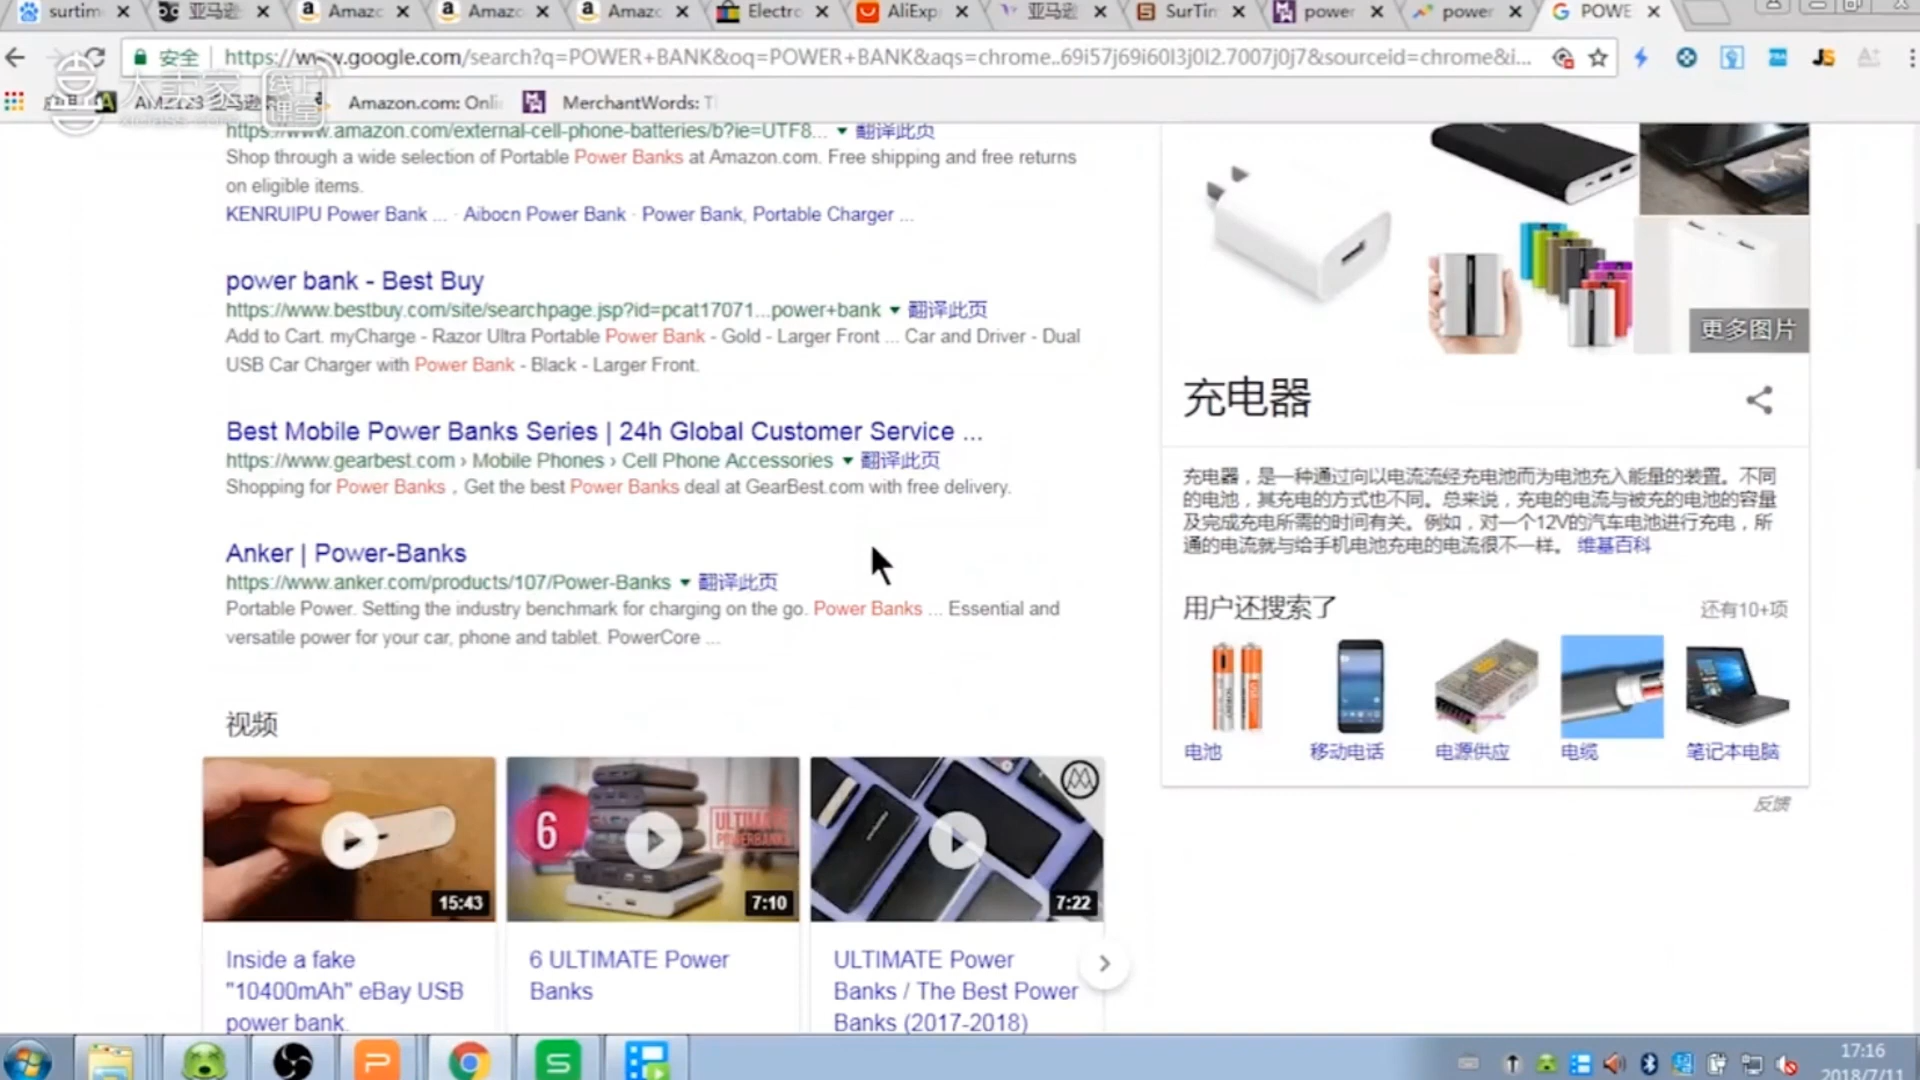 surtim 亚马逊 Amazc Amazc Amazc Electro AliExp 亚马逊 SurTim power power POWE
安全 https://www.google.com/search?q=POWER+BANK&oq=POWER+BANK&aqs=chrome..69i57j69i60l3j0l2.7007j0j7&sourceid=chrome&i...
大卖家 线上课堂
Amazon.com: Onli MerchantWords: T
https://www.amazon.com/external-cell-phone-batteries/b?ie=UTF8... 翻译此页
Shop through a wide selection of Portable Power Banks at Amazon.com. Free shipping and free returns
on eligible items.
KENRUIPU Power Bank ... · Aibocn Power Bank · Power Bank, Portable Charger ...
power bank - Best Buy
https://www.bestbuy.com/site/searchpage.jsp?id=pcat17071...power+bank 翻译此页
Add to Cart. myCharge - Razor Ultra Portable Power Bank - Gold - Larger Front ... Car and Driver - Dual
USB Car Charger with Power Bank - Black - Larger Front.
Best Mobile Power Banks Series | 24h Global Customer Service ...
https://www.gearbest.com › Mobile Phones › Cell Phone Accessories 翻译此页
Shopping for Power Banks , Get the best Power Banks deal at GearBest.com with free delivery.
Anker | Power-Banks
https://www.anker.com/products/107/Power-Banks 翻译此页
Portable Power. Setting the industry benchmark for charging on the go. Power Banks ... Essential and
versatile power for your car, phone and tablet. PowerCore ...
视频
15:43
6 ULTIMATE POWERBANKS 7:10
7:22
Inside a fake
"10400mAh" eBay USB
power bank.
6 ULTIMATE Power
Banks
ULTIMATE Power
Banks / The Best Power
Banks (2017-2018)
更多图片
充电器
充电器，是一种通过向以电流流经充电池而为电池充入能量的装置。不同
的电池，其充电的方式也不同。总来说，充电的电流与被充的电池的容量
及完成充电所需的时间有关。例如，对一个12V的汽车电池进行充电，所
通的电流就与给手机电池充电的电流很不一样。 维基百科
用户还搜索了 还有10+项
电池 移动电话 电源供应 电缆 笔记本电脑
反馈
17:16
2018/7/11